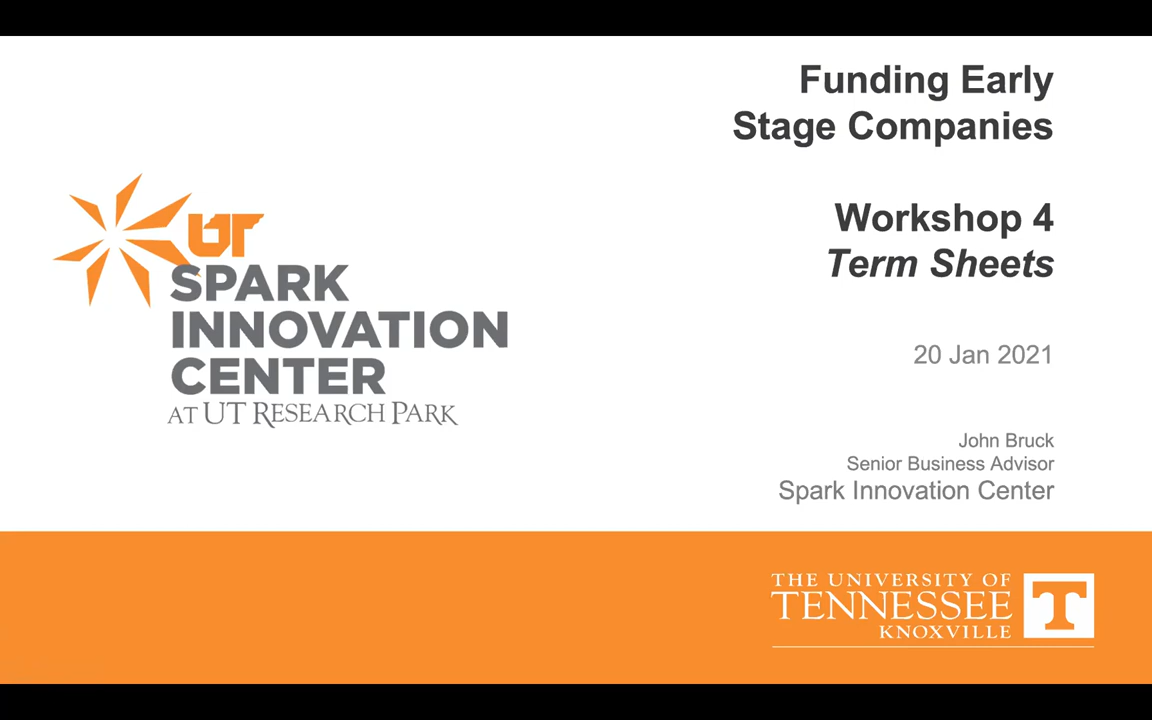 Funding Early
Stage Companies
Workshop 4
Term Sheets
20 Jan 2021
John Bruck
Senior Business Advisor
Spark Innovation Center
UT
SPARK
INNOVATION
CENTER
AT UT RESEARCH PARK
THE UNIVERSITY OF
TENNESSEE
KNOXVILLE
T